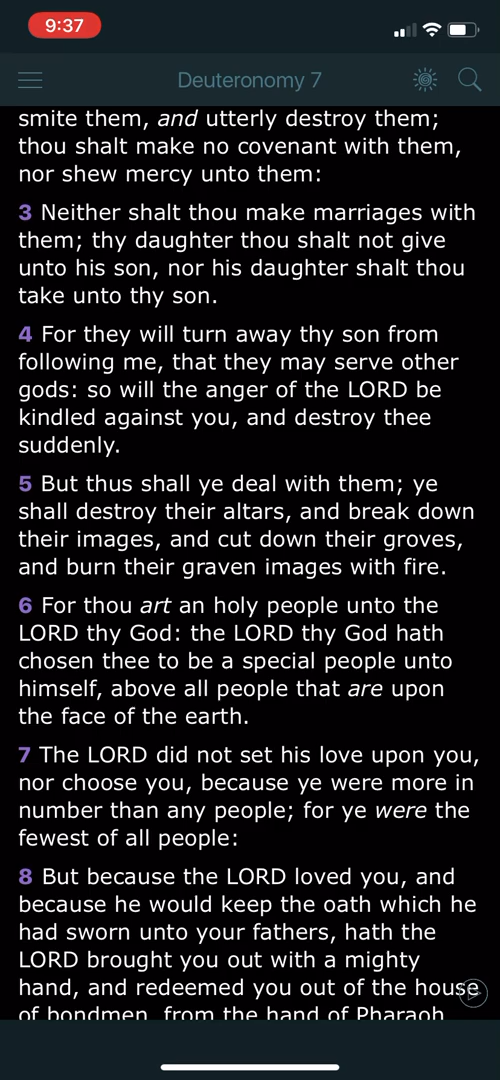 9:37
Deuteronomy 7
smite them, and utterly destroy them;
thou shalt make no covenant with them,
nor shew mercy unto them:
3 Neither shalt thou make marriages with
them; thy daughter thou shalt not give
unto his son, nor his daughter shalt thou
take unto thy son.
4 For they will turn away thy son from
following me, that they may serve other
gods: so will the anger of the LORD be
kindled against you, and destroy thee
suddenly.
5 But thus shall ye deal with them; ye
shall destroy their altars, and break down
their images, and cut down their groves,
and burn their graven images with fire.
6 For thou art an holy people unto the
LORD thy God: the LORD thy God hath
chosen thee to be a special people unto
himself, above all people that are upon
the face of the earth.
7 The LORD did not set his love upon you,
nor choose you, because ye were more in
number than any people; for ye were the
fewest of all people:
8 But because the LORD loved you, and
because he would keep the oath which he
had sworn unto your fathers, hath the
LORD brought you out with a mighty
hand, and redeemed you out of the house
of bondmen, from the hand of Pharaoh